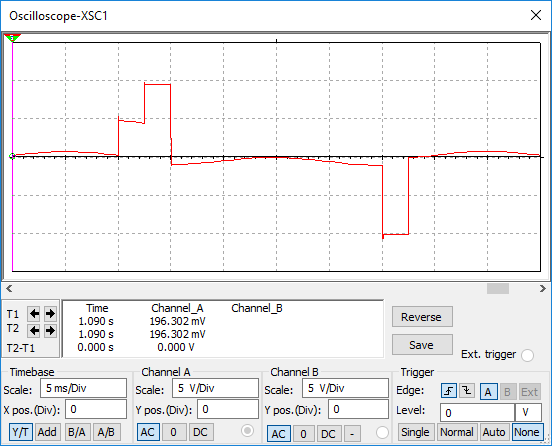 Oscilloscope-XSC1
T1
T2
T2-T1
Time Channel_A Channel_B
1.090 s 196.302 mV
1.090 s 196.302 mV
0.000 s 0.000 V
Reverse
Save
Ext. trigger
Timebase
Scale: 5 ms/Div
X pos.(Div): 0
Y/T Add B/A A/B
Channel A
Scale: 5 V/Div
Y pos.(Div): 0
AC 0 DC
Channel B
Scale: 5 V/Div
Y pos.(Div): 0
AC 0 DC -
Trigger
Edge: A B Ext
Level: 0 V
Single Normal Auto None